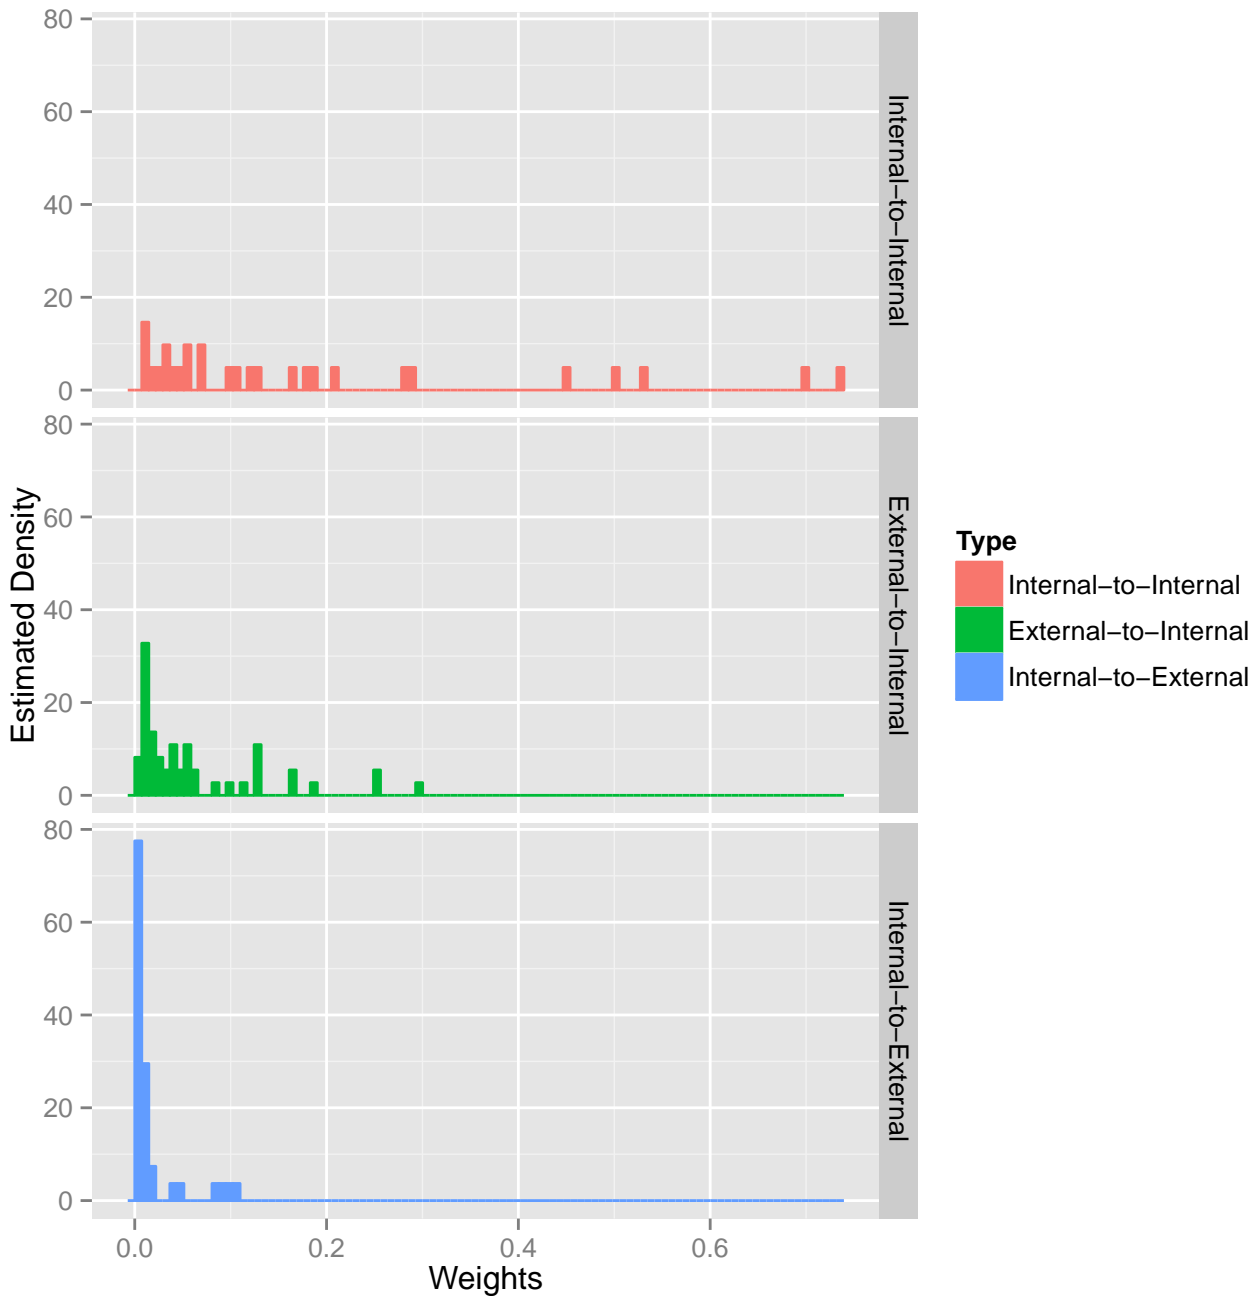 80
60
40
20
0
Internal-to-Internal
80
60
40
20
0
External-to-Internal
80
60
40
20
0
Internal-to-External
0.0 0.2 0.4 0.6
Weights
Estimated Density
Type
Internal-to-Internal
External-to-Internal
Internal-to-External